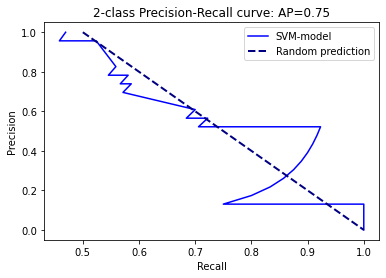 2-class Precision-Recall curve: AP=0.75
SVM-model
Random prediction
1.0
0.8
0.6
0.4
0.2
0.0
Precision
0.5
0.6
0.7
0.8
0.9
1.0
Recall